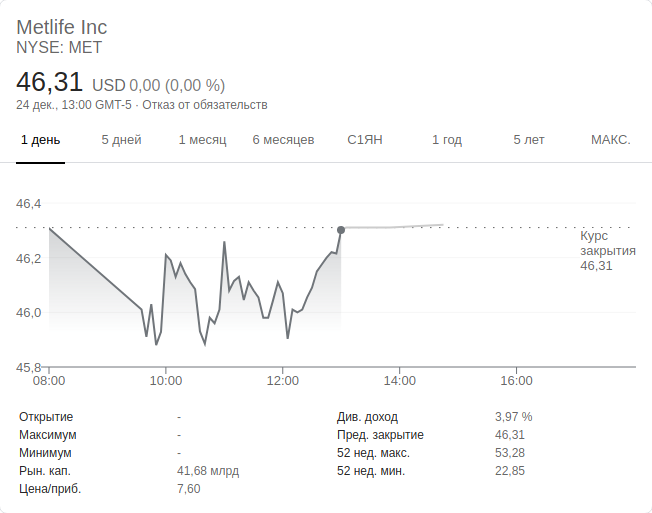 Metlife Inc
NYSE: MET
46,31 USD 0,00 (0,00 %)
24 дек., 13:00 GMT-5 · Отказ от обязательств
1 день 5 дней 1 месяц 6 месяцев С1ЯН 1 год 5 лет МАКС.
46,4
Курс
закрытия
46,31
46,2
46,0
45,8
08:00 10:00 12:00 14:00 16:00
Открытие - Див. доход 3,97 %
Максимум - Пред. закрытие 46,31
Минимум - 52 нед. макс. 53,28
Рын. кап. 41,68 млрд 52 нед. мин. 22,85
Цена/приб. 7,60